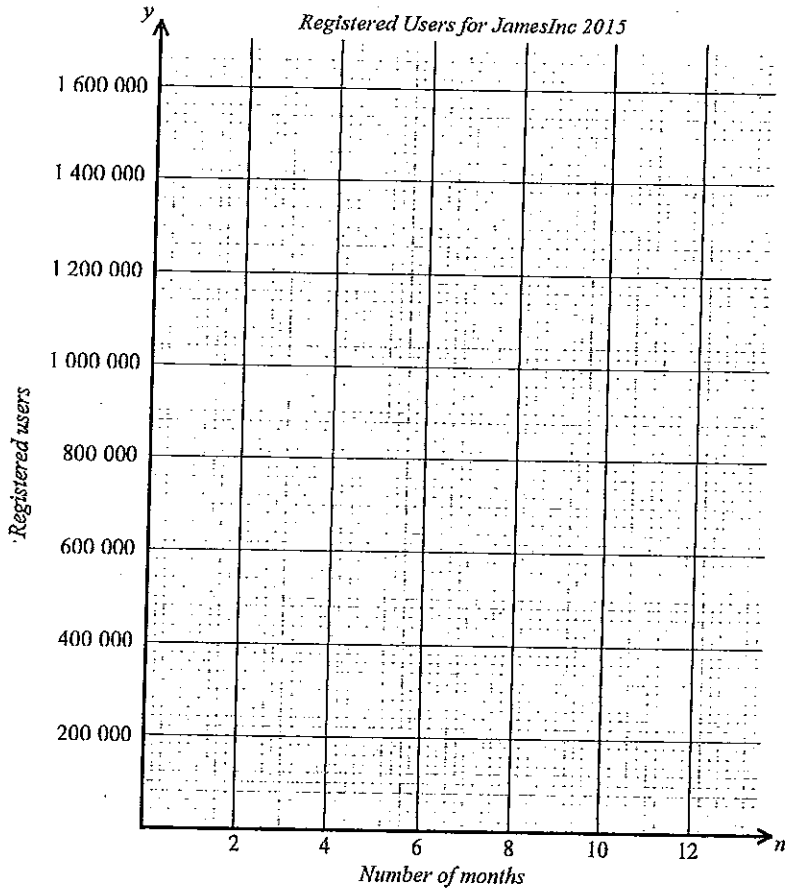 y
Registered Users for JamesInc 2015
1 600 000
1 400 000
1 200 000
1 000 000
800 000
600 000
400 000
200 000
Registered users
2 4 6 8 10 12
n
Number of months